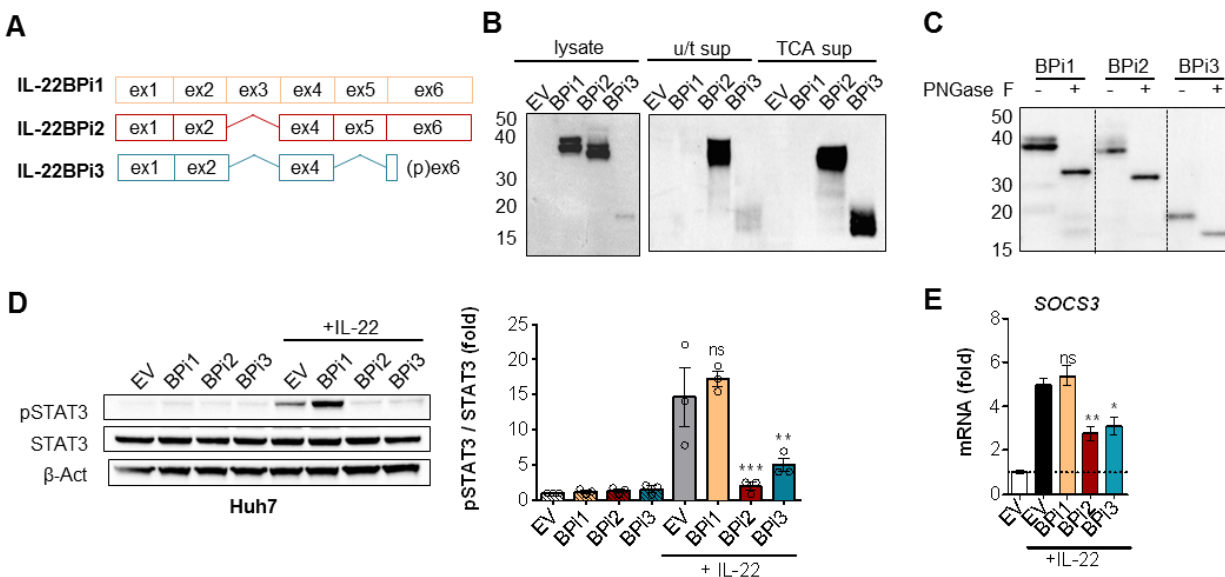 A
IL-22BPi1 ex1 ex2 ex3 ex4 ex5 ex6
IL-22BPi2 ex1 ex2 ex4 ex5 ex6
IL-22BPi3 ex1 ex2 ex4 (p)ex6
B
lysate u/t sup TCA sup
EV BPi1 BPi2 BPi3 EV BPi1 BPi2 BPi3 EV BPi1 BPi2 BPi3
50
40
30
20
15
C
BPi1 BPi2 BPi3
PNGase F - + - + - +
50
40
30
20
15
D
+IL-22
EV BPi1 BPi2 BPi3 EV BPi1 BPi2 BPi3
pSTAT3
STAT3
β-Act
Huh7
pSTAT3 / STAT3 (fold)
25
20
15
10
5
0
ns
***
**
EV BPi1 BPi2 BPi3 EV BPi1 BPi2 BPi3
+ IL-22
E
SOCS3
mRNA (fold)
8
6
4
2
0
ns
**
*
EV EV BPi1 BPi2 BPi3
+IL-22